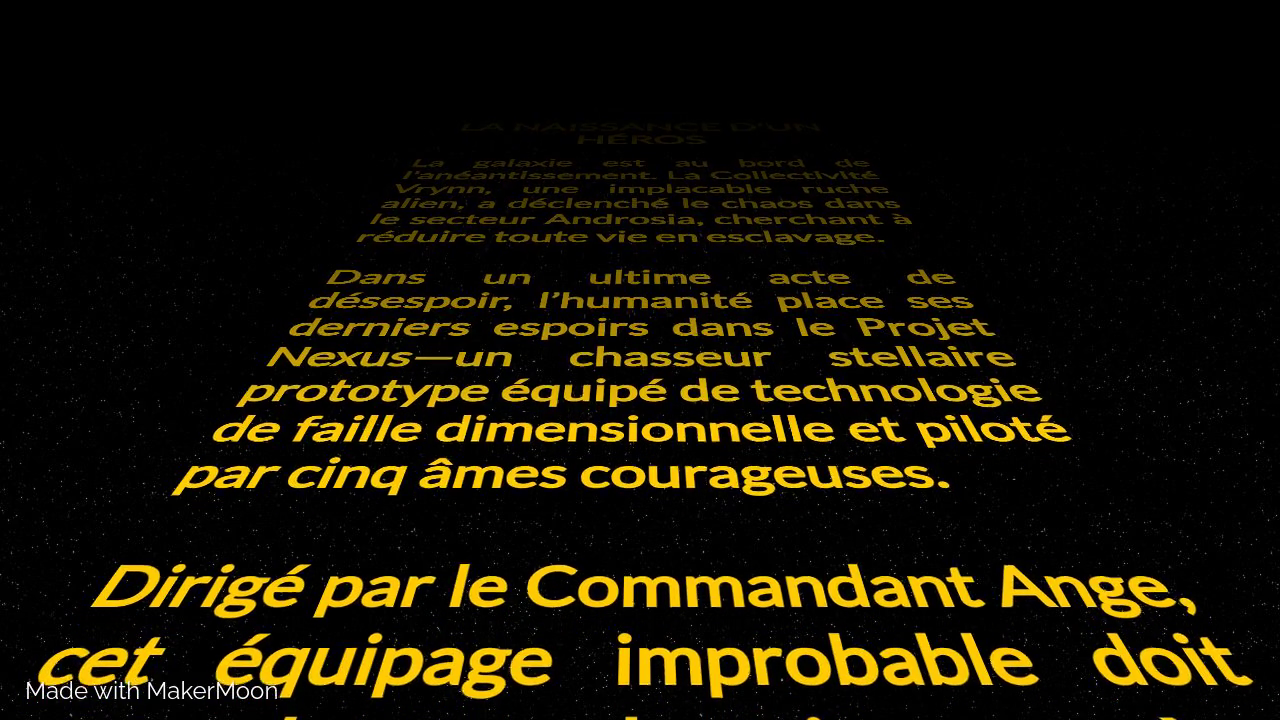 LA NAISSANCE D'UN
HÉROS
La galaxie est au bord de
l'anéantissement. La Collectivité
Vrynn, une implacable ruche
alien, a déclenché le chaos dans
le secteur Androsia, cherchant à
réduire toute vie en esclavage.
Dans un ultime acte de
désespoir, l’humanité place ses
derniers espoirs dans le Projet
Nexus—un chasseur stellaire
prototype équipé de technologie
de faille dimensionnelle et piloté
par cinq âmes courageuses.
Dirigé par le Commandant Ange,
cet équipage improbable doit
Made with MakerMoon